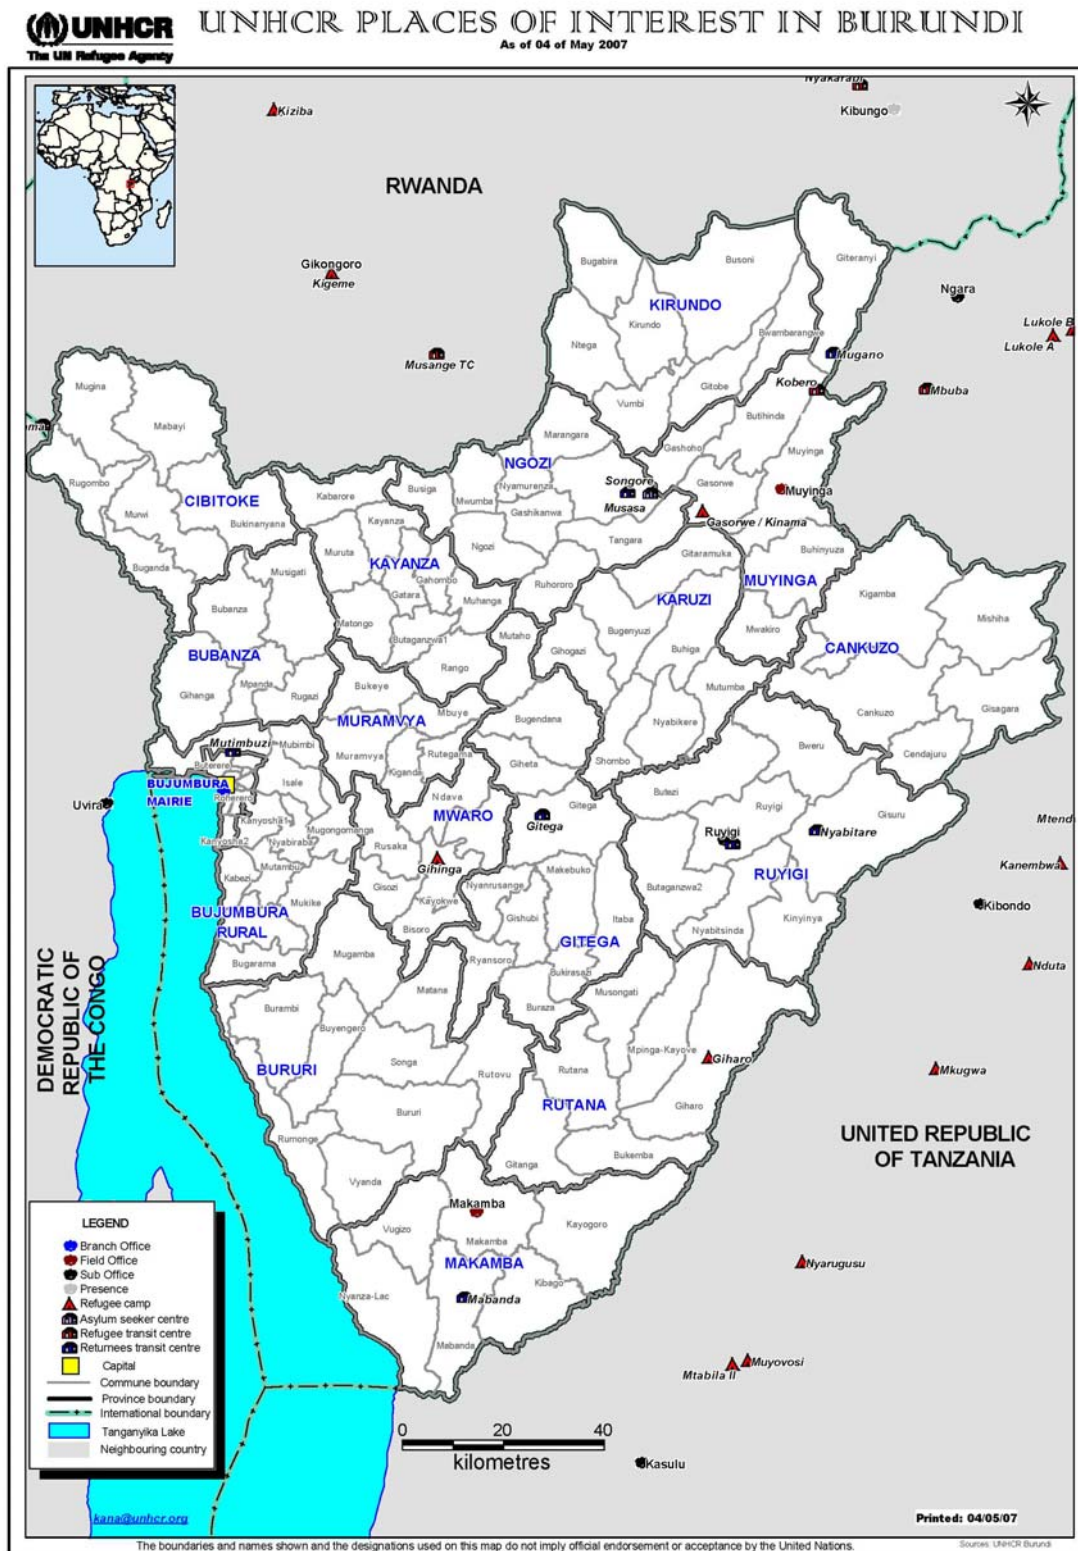 UNHCR
The UN Refugee Agency
UNHCR PLACES OF INTEREST IN BURUNDI
As of 04 of May 2007
Nyakarabi
Kiziba
Kibungo
RWANDA
Gikongoro
Kigeme
Musange TC
Bugabira
Busoni
Giteranyi
KIRUNDO
Kirundo
Ntega
Bwambarangwe
Ngara
Lukole B
Lukole A
Mugano
Kobero
Mbuba
Gitobe
Vumbi
Butihinda
Mugina
Mabayi
Marangara
Gashoho
Muyinga
NGOZI
Nyamurenza
Rugombo
CIBITOKE
Kabarore
Busiga
Mwumba
Songore
Musasa
Gasorwe
Muyinga
Gashikanwa
Gasorwe / Kinama
Murwi
Bukinanyana
Kayanza
Muruta
Ngozi
Tangara
Gitaramuka
Buhinyuza
Buganda
Musigati
KAYANZA
Gahombo
Gatara
Muhanga
Ruhororo
MUYINGA
Kigamba
KARUZI
Bubanza
Matongo
Butaganzwa1
Mutaho
Bugenyuzi
Mwakiro
Mishiha
BUBANZA
Rango
Gihogazi
Buhiga
CANKUZO
Gihanga
Mpanda
Rugazi
Bukeye
Mutumba
MURAMVYA
Mbuye
Bugendana
Nyabikere
Cankuzo
Gisagara
Mutimbuzi
Mubimbi
Muramvya
Rutegama
Bweru
Cendajuru
Buterere
Kiganda
Giheta
Shombo
BUJUMBURA
MAIRIE
Rohero
Isale
Ndava
Gitega
Butezi
Ruyigi
Gisuru
Uvira
MWARO
Gitega
Ruyigi
Nyabitare
Kanyosha1
Mugongomanga
Kanyosha2
Nyabiraba
Rusaka
Gihinga
Kanembwa
Kabezi
Mutambu
Makebuko
RUYIGI
Gisozi
Nyanrusange
Butaganzwa2
Mukike
Kayokwe
Kibondo
BUJUMBURA
RURAL
Gishubi
Itaba
Kinyinya
Bisoro
GITEGA
Nyabitsinda
Bugarama
Mugamba
Ryansoro
Bukirasazi
Nduta
DEMOCRATIC
REPUBLIC OF
THE CONGO
Matana
Musongati
Burambi
Buraza
Buyengero
Mpinga-Kayove
Giharo
BURURI
Songa
Rutovu
Rutana
Mkugwa
RUTANA
Giharo
Bururi
UNITED REPUBLIC
OF TANZANIA
Rumonge
Bukemba
Gitanga
Vyanda
Makamba
Kayogoro
Vugizo
Makamba
MAKAMBA
Nyarugusu
Kibago
Nyanza-Lac
Mabanda
Mabanda
Muyovosi
Mtabila II
LEGEND
Branch Office
Field Office
Sub Office
Presence
Refugee camp
Asylum seeker centre
Refugee transit centre
Returnees transit centre
Capital
Commune boundary
Province boundary
International boundary
Tanganyika Lake
Neighbouring country
0 20 40
kilometres
Kasulu
kana@unhcr.org
Printed: 04/05/07
The boundaries and names shown and the designations used on this map do not imply official endorsement or acceptance by the United Nations.
Sources: UNHCR Burundi